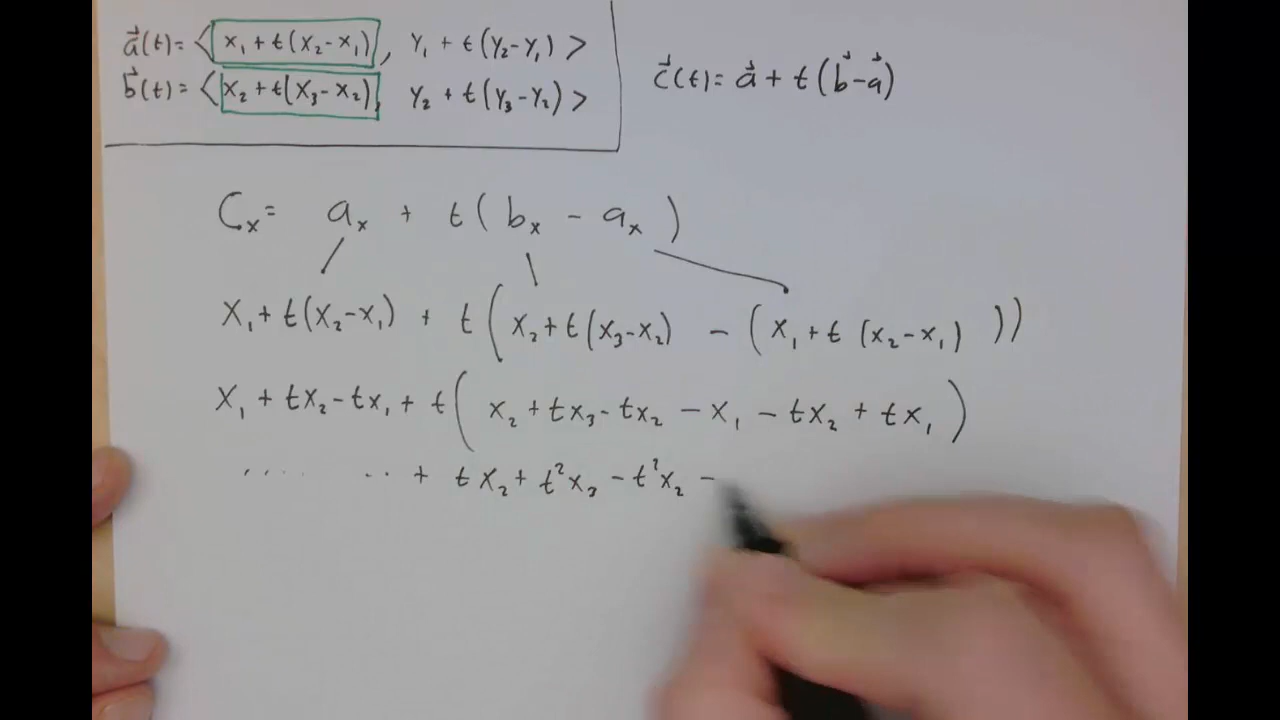 a⃗(t)= <x₁ + t(x₂-x₁), y₁ + t(y₂-y₁)>
b⃗(t)= <x₂ + t(x₃-x₂), y₂ + t(y₃-y₂)>
c⃗(t)= a⃗ + t(b⃗-a⃗)
Cₓ= aₓ + t(bₓ - aₓ)
x₁+ t(x₂-x₁) + t(x₂+t(x₃-x₂) - (x₁+t(x₂-x₁)))
x₁ + tx₂-tx₁ + t(x₂+tx₃-tx₂ -x₁ -tx₂ + tx₁)
..... ..+ tx₂+ t²x₃ - t²x₂ -